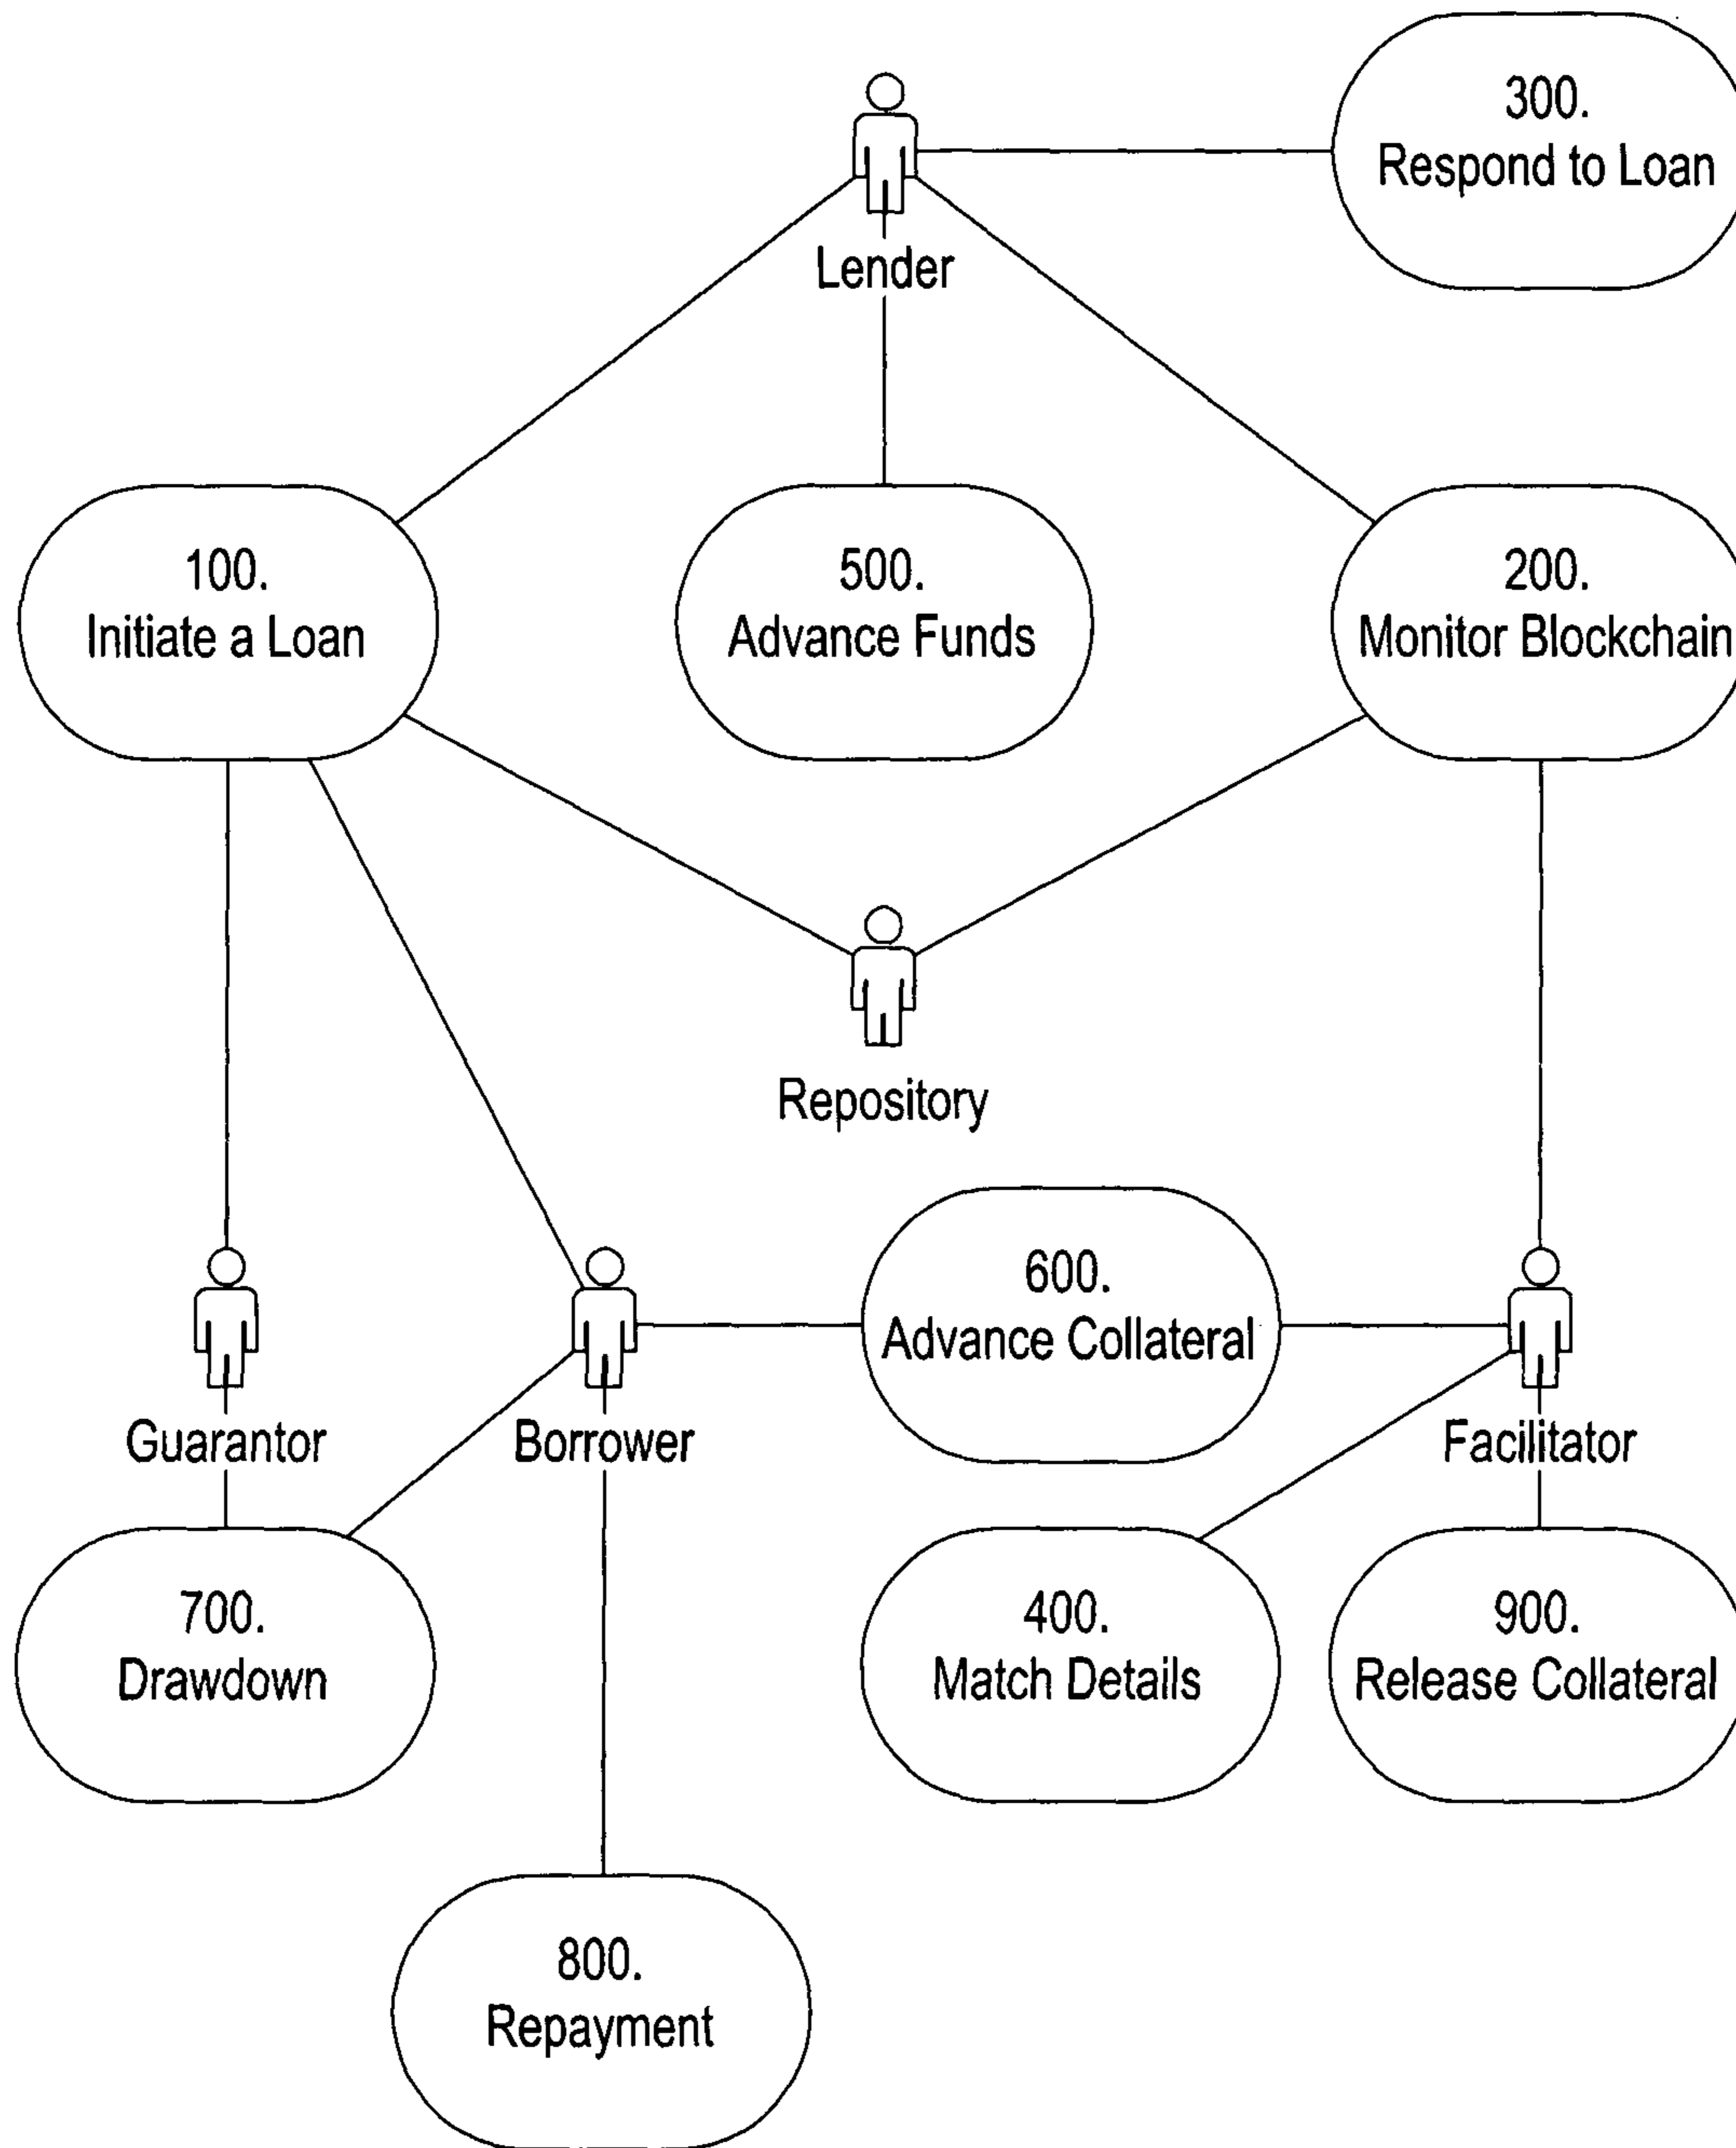 300.
Respond to Loan
Lender
100.
Initiate a Loan
500.
Advance Funds
200.
Monitor Blockchain
Repository
600.
Advance Collateral
Guarantor
Borrower
Facilitator
700.
Drawdown
400.
Match Details
900.
Release Collateral
800.
Repayment